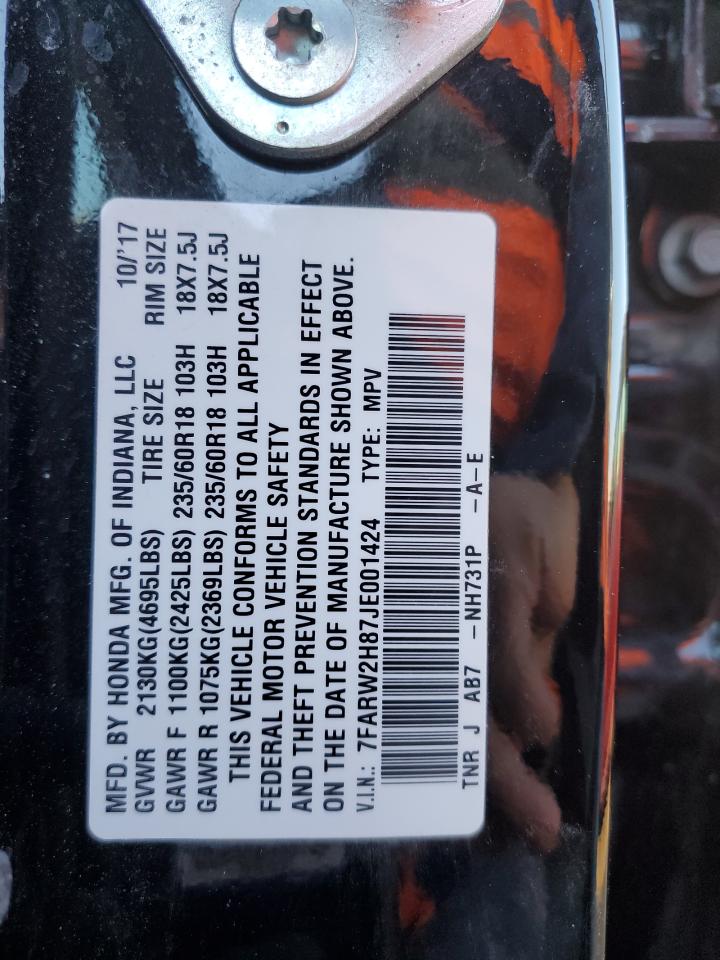 MFD. BY HONDA MFG. OF INDIANA, LLC 10/'17
GVWR 2130KG(4695LBS) TIRE SIZE RIM SIZE
GAWR F 1100KG(2425LBS) 235/60R18 103H 18X7.5J
GAWR R 1075KG(2369LBS) 235/60R18 103H 18X7.5J
THIS VEHICLE CONFORMS TO ALL APPLICABLE
FEDERAL MOTOR VEHICLE SAFETY
AND THEFT PREVENTION STANDARDS IN EFFECT
ON THE DATE OF MANUFACTURE SHOWN ABOVE.
V.I.N.: 7FARW2H87JE001424 TYPE: MPV
TNR J AB7 -NH731P -A-E